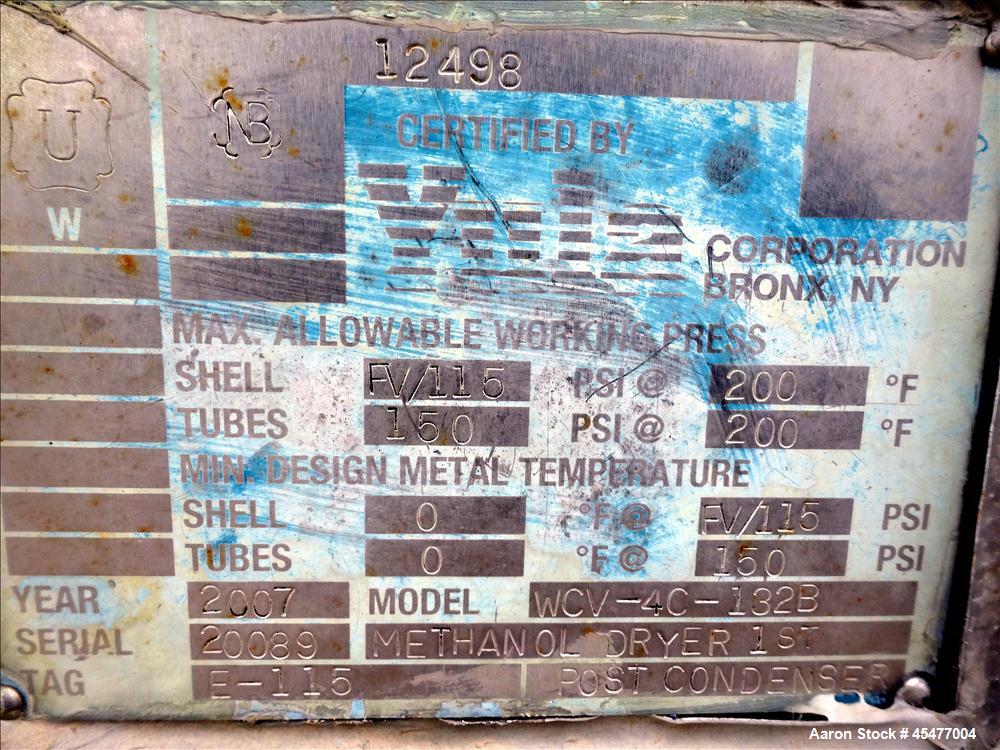 12498
U
NB
W
CERTIFIED BY
CORPORATION
BRONX, NY
MAX. ALLOWABLE WORKING PRESS
SHELL FV/115 PSI @ 200 °F
TUBES 150 PSI @ 200 °F
MIN. DESIGN METAL TEMPERATURE
SHELL 0 °F @ FV/115 PSI
TUBES 0 °F @ 150 PSI
YEAR 2007 MODEL WCV-4C-132B
SERIAL 20089 METHANOL DRYER 1ST
TAG E-115 POST CONDENSER
Aaron Stock # 45477004